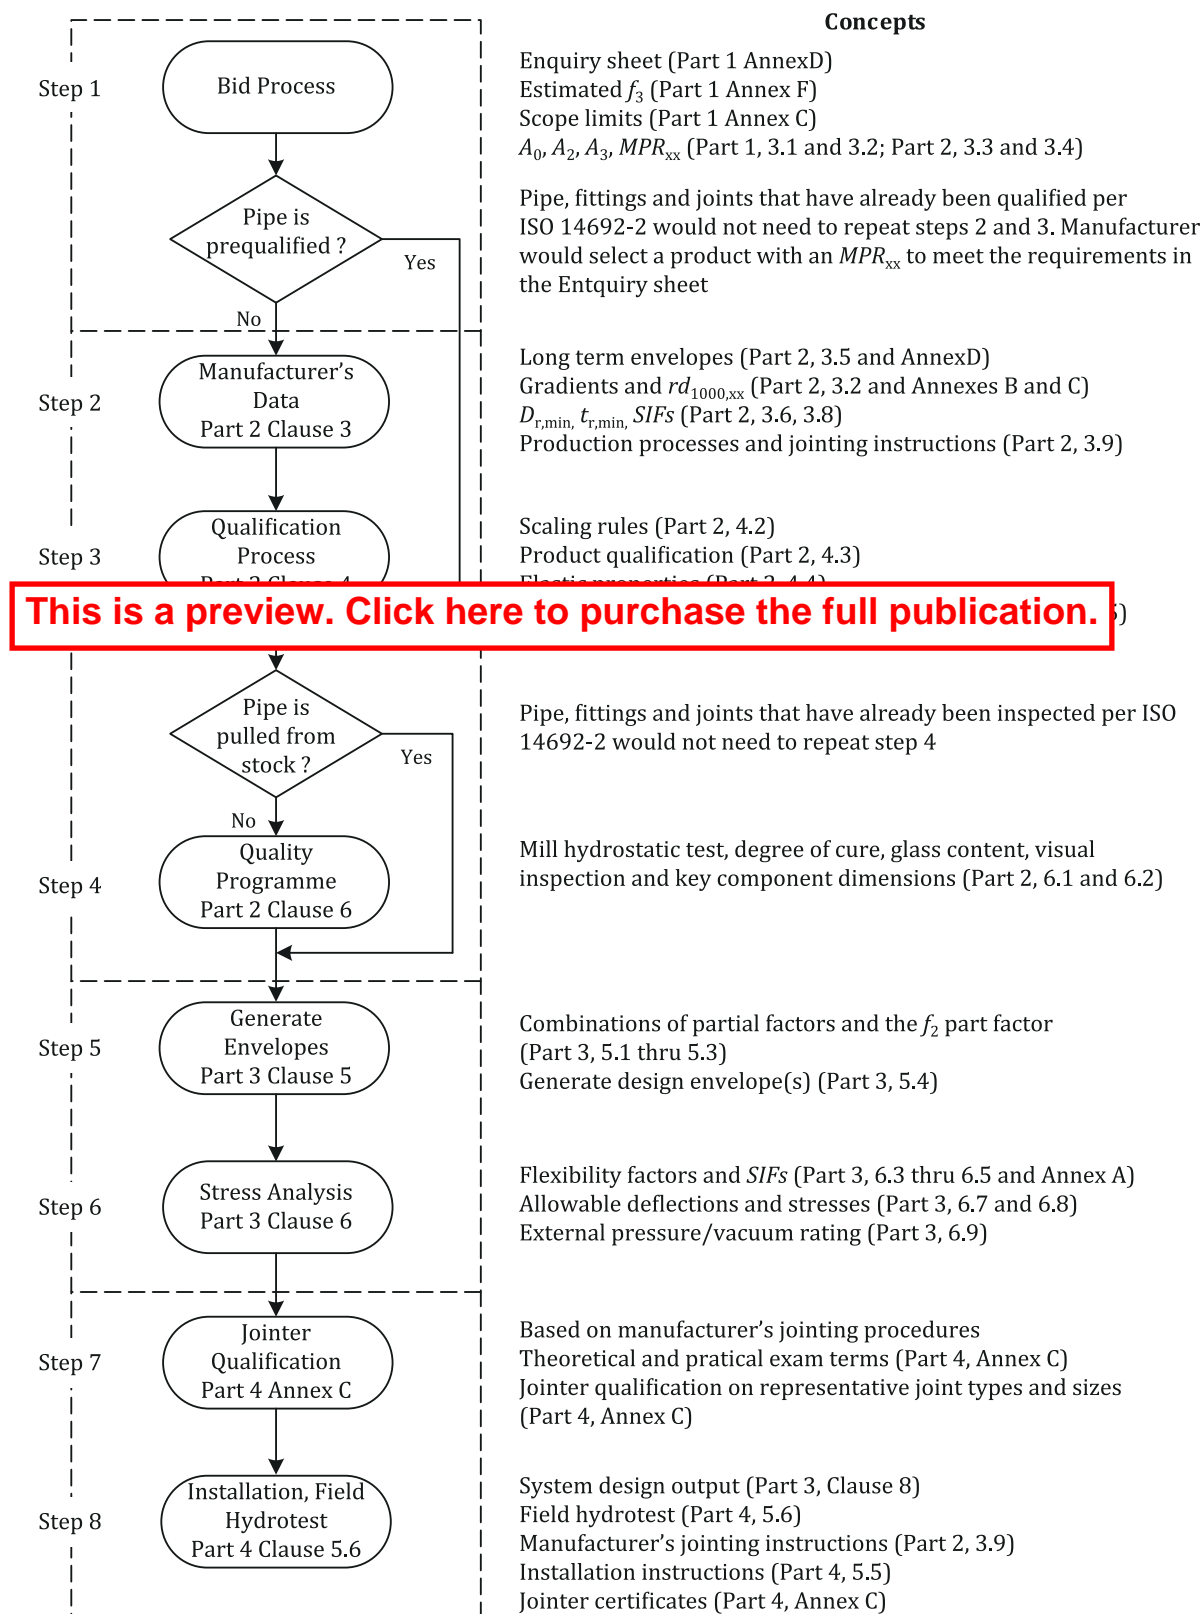 Concepts
Step 1
Bid Process
Enquiry sheet (Part 1 AnnexD)
Estimated f3 (Part 1 Annex F)
Scope limits (Part 1 Annex C)
A0, A2, A3, MPRxx (Part 1, 3.1 and 3.2; Part 2, 3.3 and 3.4)
Pipe is
prequalified ?
Yes
No
Pipe, fittings and joints that have already been qualified per
ISO 14692-2 would not need to repeat steps 2 and 3. Manufacturer
would select a product with an MPRxx to meet the requirements in
the Entquiry sheet
Step 2
Manufacturer's
Data
Part 2 Clause 3
Long term envelopes (Part 2, 3.5 and AnnexD)
Gradients and rd1000,xx (Part 2, 3.2 and Annexes B and C)
Dr,min, tr,min, SIFs (Part 2, 3.6, 3.8)
Production processes and jointing instructions (Part 2, 3.9)
Step 3
Qualification
Process
Part 2 Clause 4
Scaling rules (Part 2, 4.2)
Product qualification (Part 2, 4.3)
Elastic properties (Part 2, 4.4)
This is a preview. Click here to purchase the full publication.
5)
Pipe is
pulled from
stock ?
Yes
No
Pipe, fittings and joints that have already been inspected per ISO
14692-2 would not need to repeat step 4
Step 4
Quality
Programme
Part 2 Clause 6
Mill hydrostatic test, degree of cure, glass content, visual
inspection and key component dimensions (Part 2, 6.1 and 6.2)
Step 5
Generate
Envelopes
Part 3 Clause 5
Combinations of partial factors and the f2 part factor
(Part 3, 5.1 thru 5.3)
Generate design envelope(s) (Part 3, 5.4)
Step 6
Stress Analysis
Part 3 Clause 6
Flexibility factors and SIFs (Part 3, 6.3 thru 6.5 and Annex A)
Allowable deflections and stresses (Part 3, 6.7 and 6.8)
External pressure/vacuum rating (Part 3, 6.9)
Step 7
Jointer
Qualification
Part 4 Annex C
Based on manufacturer's jointing procedures
Theoretical and pratical exam terms (Part 4, Annex C)
Jointer qualification on representative joint types and sizes
(Part 4, Annex C)
Step 8
Installation, Field
Hydrotest
Part 4 Clause 5.6
System design output (Part 3, Clause 8)
Field hydrotest (Part 4, 5.6)
Manufacturer's jointing instructions (Part 2, 3.9)
Installation instructions (Part 4, 5.5)
Jointer certificates (Part 4, Annex C)